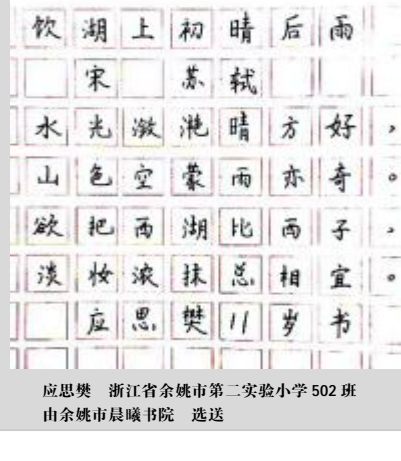 饮湖上初晴后雨
宋 苏轼
水光潋滟晴方好，
山色空蒙雨亦奇。
欲把西湖比西子，
淡妆浓抹总相宜。
应思樊 11岁书
应思樊 浙江省余姚市第二实验小学502班
由余姚市晨曦书院 选送